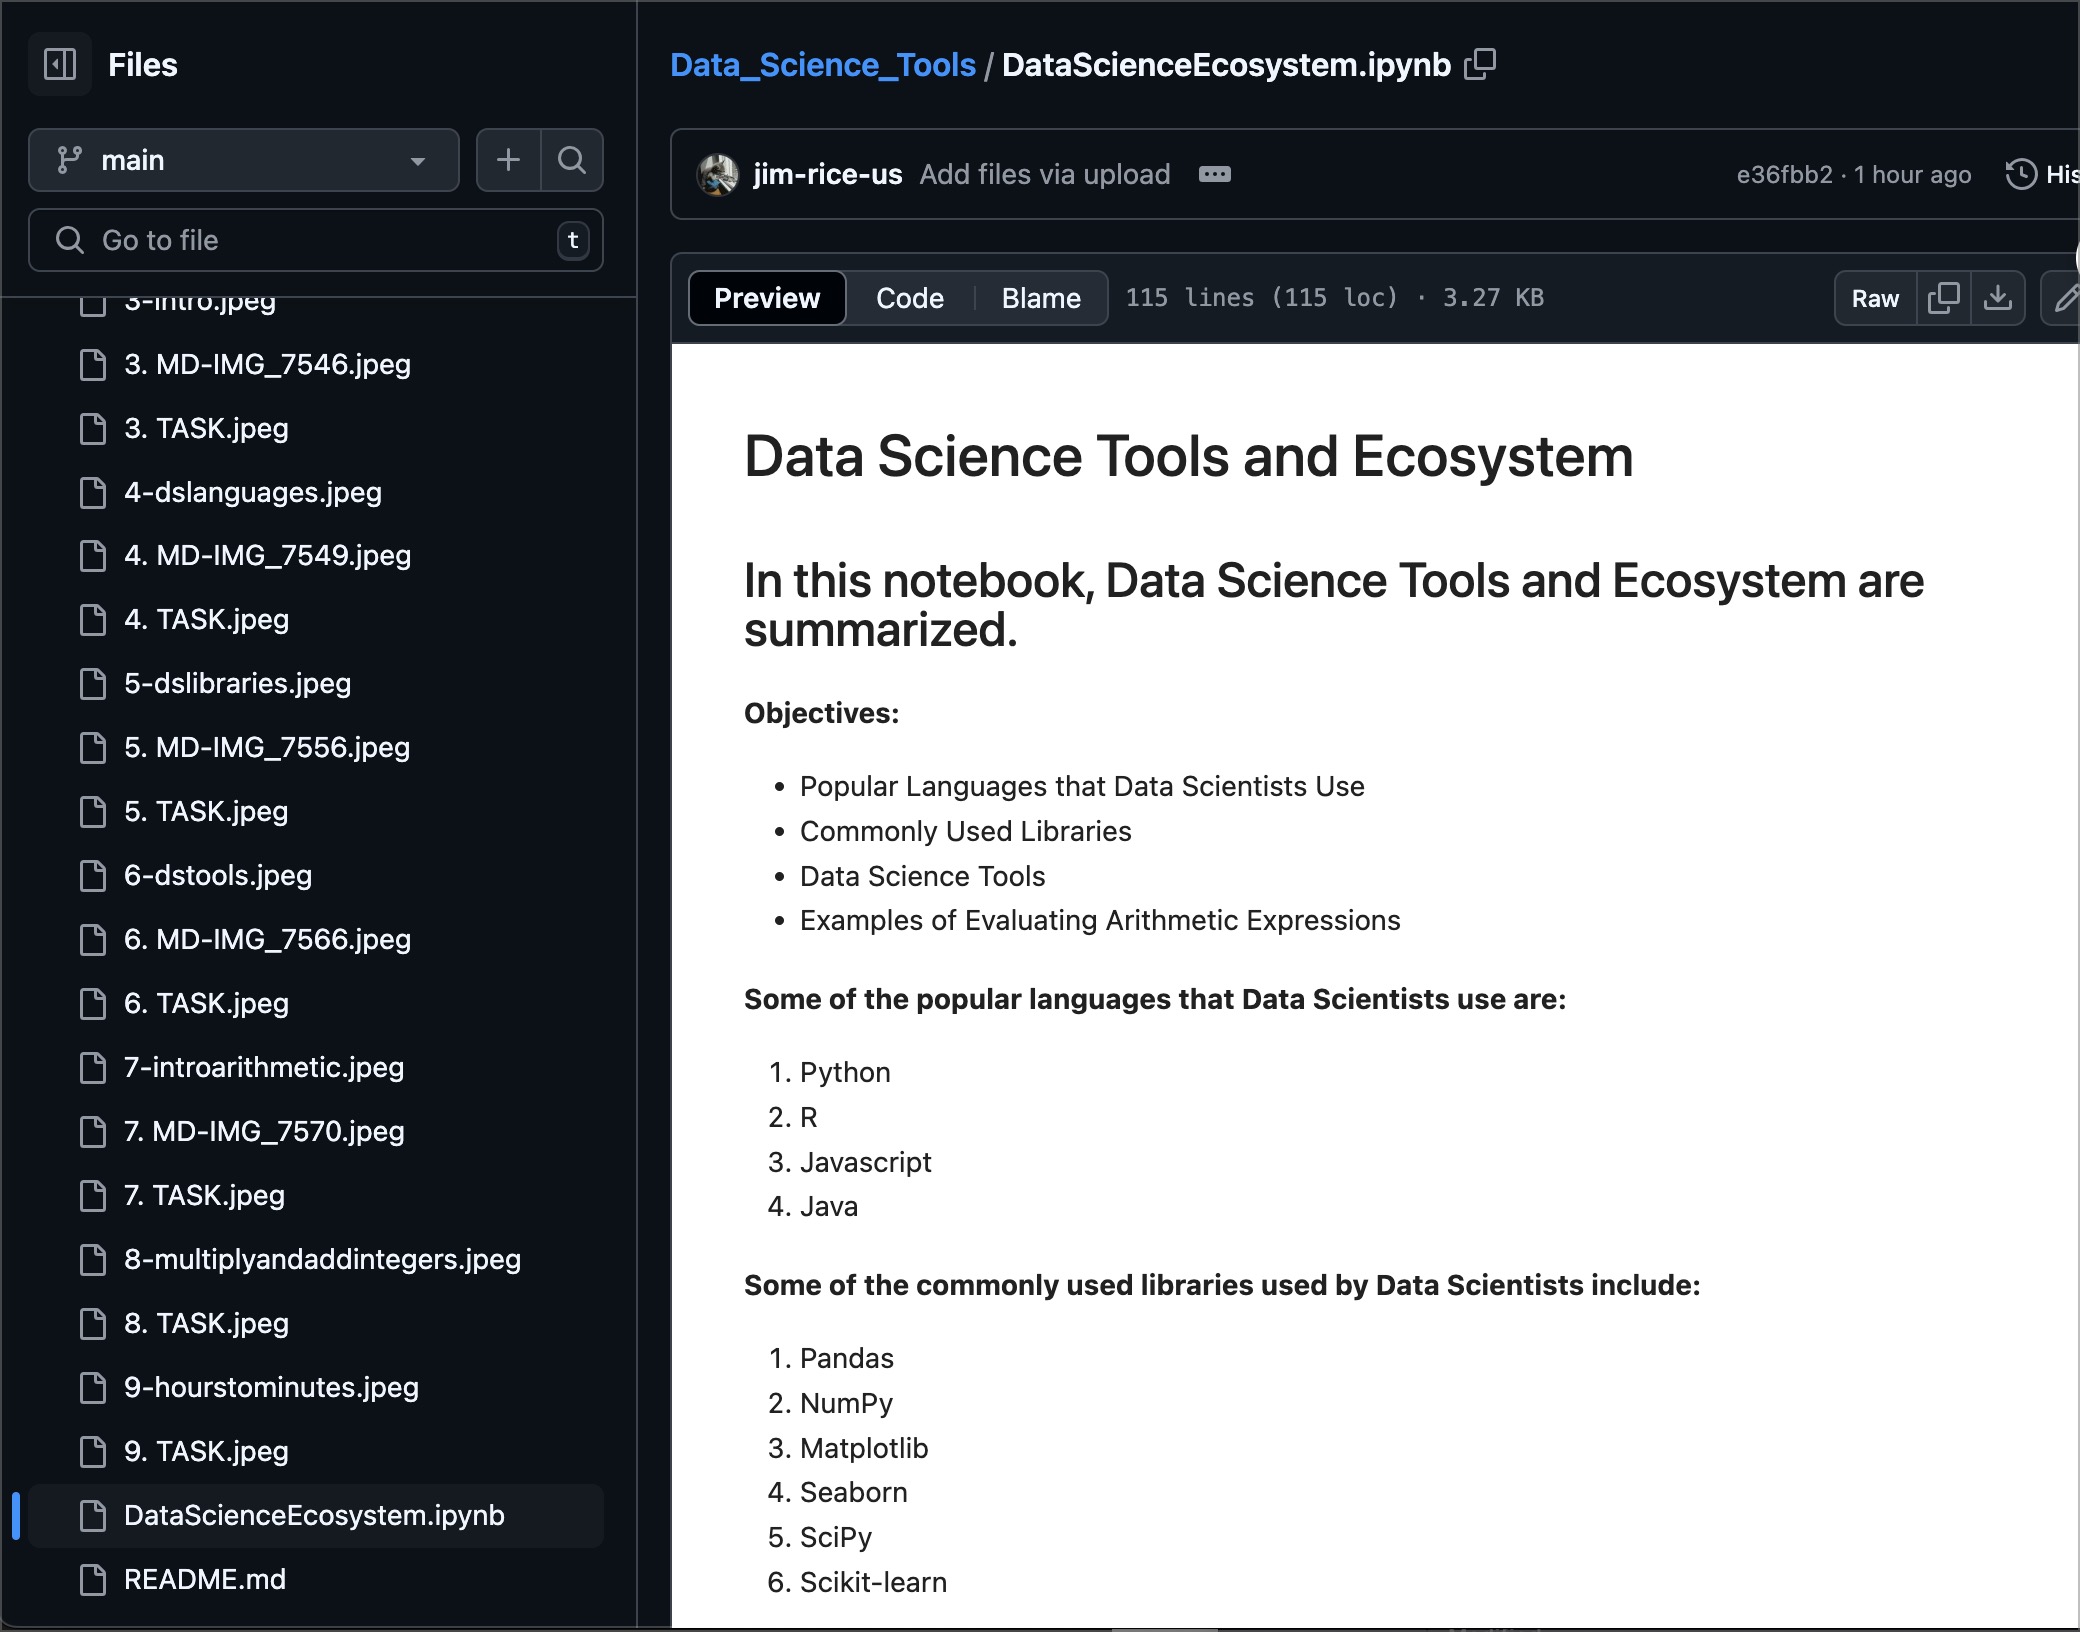 Files
main
Go to file
t
3-intro.jpeg
3. MD-IMG_7546.jpeg
3. TASK.jpeg
4-dslanguages.jpeg
4. MD-IMG_7549.jpeg
4. TASK.jpeg
5-dslibraries.jpeg
5. MD-IMG_7556.jpeg
5. TASK.jpeg
6-dstools.jpeg
6. MD-IMG_7566.jpeg
6. TASK.jpeg
7-introarithmetic.jpeg
7. MD-IMG_7570.jpeg
7. TASK.jpeg
8-multiplyandaddintegers.jpeg
8. TASK.jpeg
9-hourstominutes.jpeg
9. TASK.jpeg
DataScienceEcosystem.ipynb
README.md
Data_Science_Tools / DataScienceEcosystem.ipynb
jim-rice-us Add files via upload e36fbb2 · 1 hour ago His
Preview Code Blame 115 lines (115 loc) · 3.27 KB Raw
Data Science Tools and Ecosystem
In this notebook, Data Science Tools and Ecosystem are
summarized.
Objectives:
• Popular Languages that Data Scientists Use
• Commonly Used Libraries
• Data Science Tools
• Examples of Evaluating Arithmetic Expressions
Some of the popular languages that Data Scientists use are:
1. Python
2. R
3. Javascript
4. Java
Some of the commonly used libraries used by Data Scientists include:
1. Pandas
2. NumPy
3. Matplotlib
4. Seaborn
5. SciPy
6. Scikit-learn